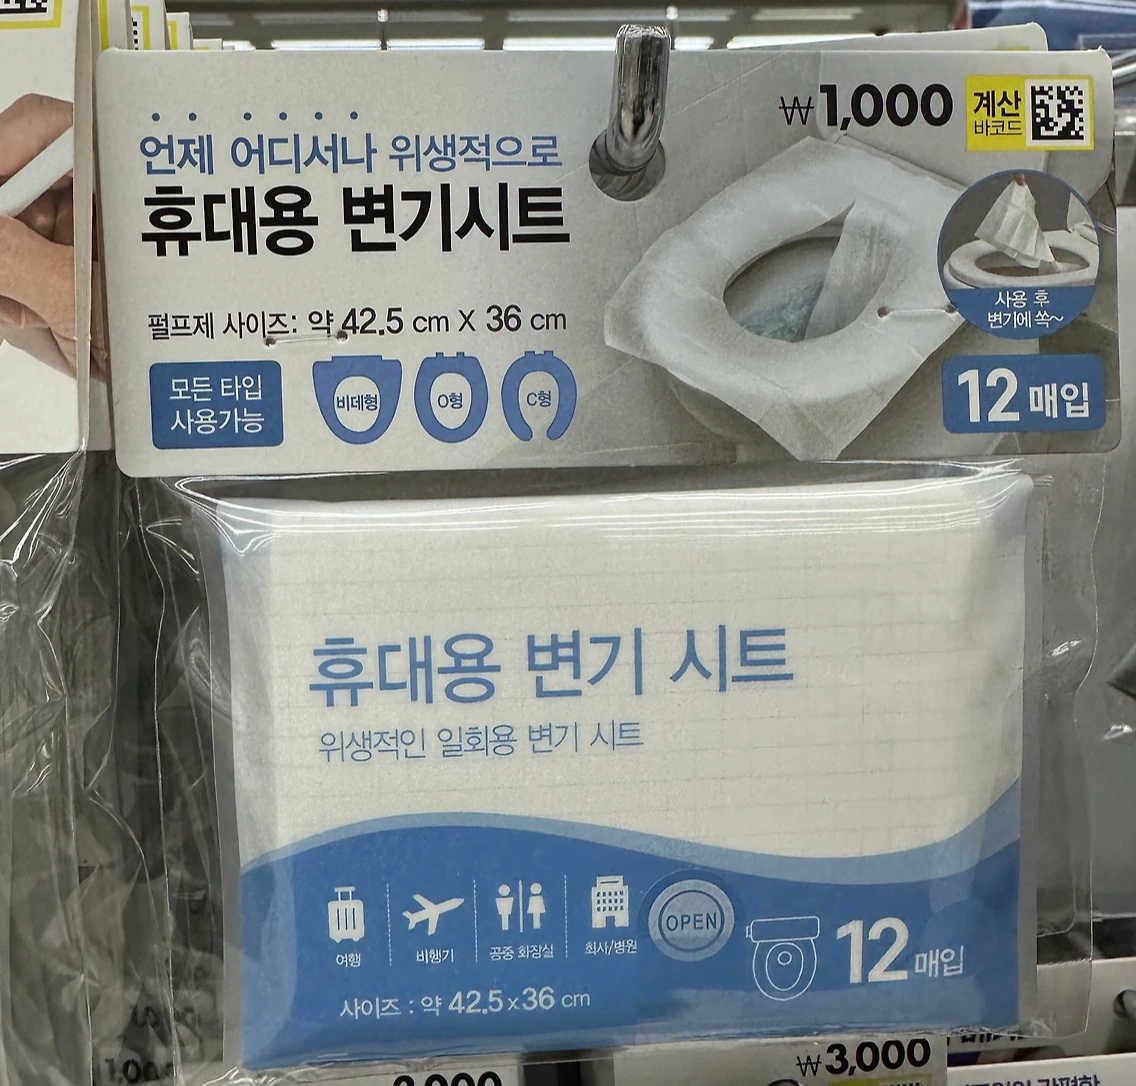 ₩1,000
계산
바코드
언제 어디서나 위생적으로
휴대용 변기시트
펄프제 사이즈: 약 42.5 cm X 36 cm
모든 타입
사용가능
비데형
O형
C형
사용 후
변기에 쏙~
12 매입
휴대용 변기 시트
위생적인 일회용 변기 시트
여행
비행기
공중 화장실
회사/병원
OPEN
12 매입
사이즈 : 약 42.5 x 36 cm
₩3,000